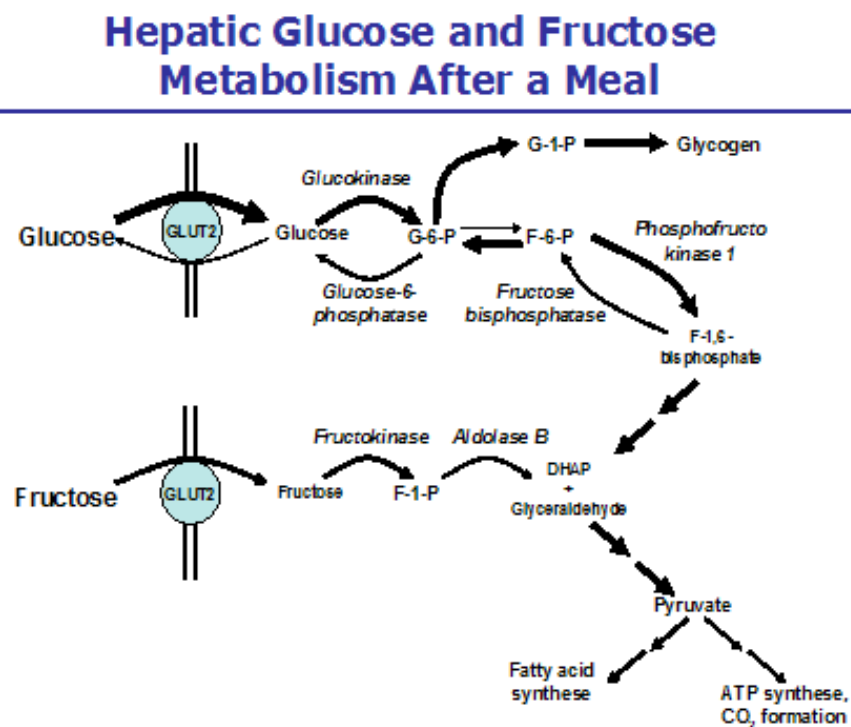 Hepatic Glucose and Fructose
Metabolism After a Meal
G-1-P
Glycogen
Glucokinase
Glucose
GLUT2
Glucose
G-6-P
F-6-P
Phosphofructo
kinase 1
Glucose-6-
phosphatase
Fructose
bisphosphatase
F-1,6-
bisphosphate
Fructokinase
Aldolase B
Fructose
GLUT2
Fructose
F-1-P
DHAP
+
Glyceraldehyde
Pyruvate
Fatty acid
synthese
ATP synthese,
CO₂ formation